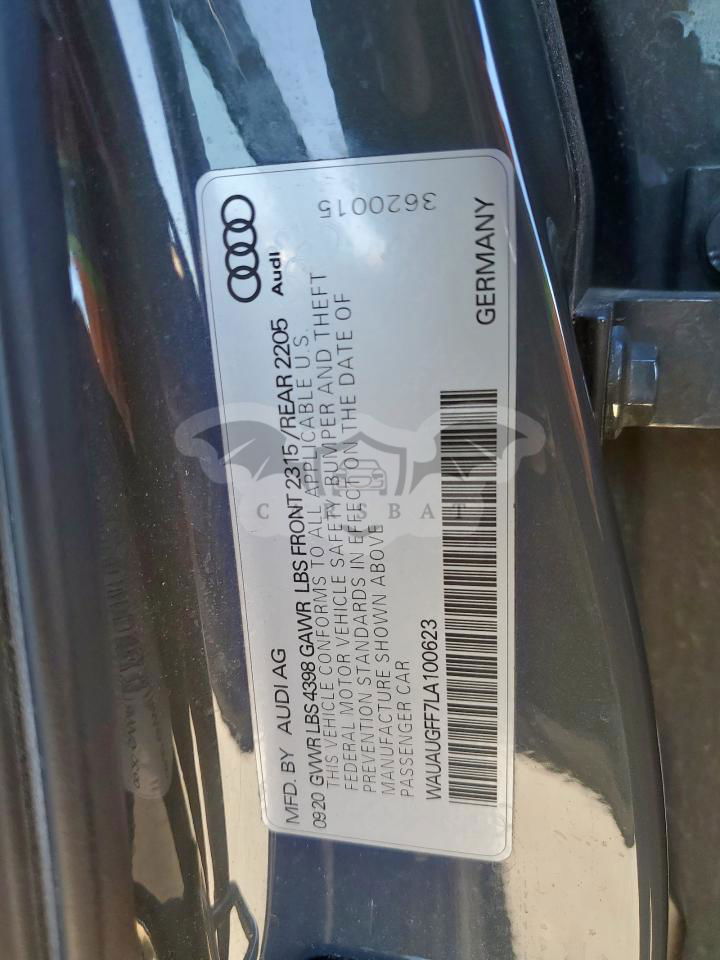 MFD. BY AUDI AG
Audi
0920 GVWR LBS 4398 GAWR LBS FRONT 2315 / REAR 2205
THIS VEHICLE CONFORMS TO ALL APPLICABLE U.S.
FEDERAL MOTOR VEHICLE SAFETY, BUMPER AND THEFT
PREVENTION STANDARDS IN EFFECT ON THE DATE OF
MANUFACTURE SHOWN ABOVE
PASSENGER CAR
3620015
WAUAUGFF7LA100623
GERMANY
CARSBAT